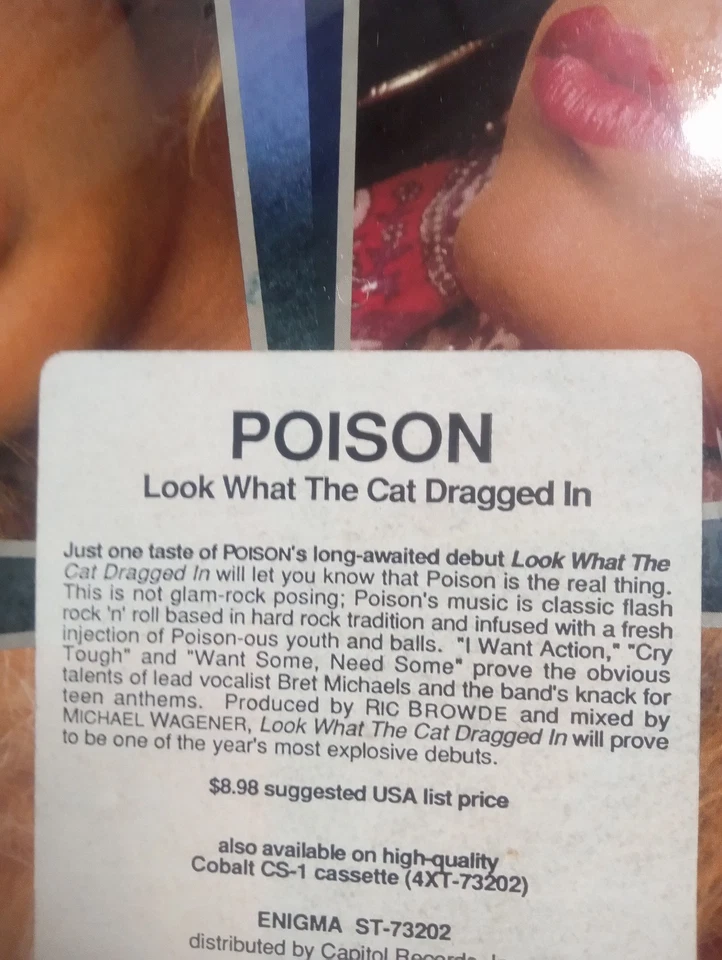 POISON
Look What The Cat Dragged In
Just one taste of POISON's long-awaited debut Look What The
Cat Dragged In will let you know that Poison is the real thing.
This is not glam-rock posing; Poison's music is classic flash
rock 'n' roll based in hard rock tradition and infused with a fresh
injection of Poison-ous youth and balls. "I Want Action," "Cry
Tough" and "Want Some, Need Some" prove the obvious
talents of lead vocalist Bret Michaels and the band's knack for
teen anthems. Produced by RIC BROWDE and mixed by
MICHAEL WAGENER, Look What The Cat Dragged In will prove
to be one of the year's most explosive debuts.
$8.98 suggested USA list price
also available on high-quality
Cobalt CS-1 cassette (4XT-73202)
ENIGMA ST-73202
distributed by Capitol Records